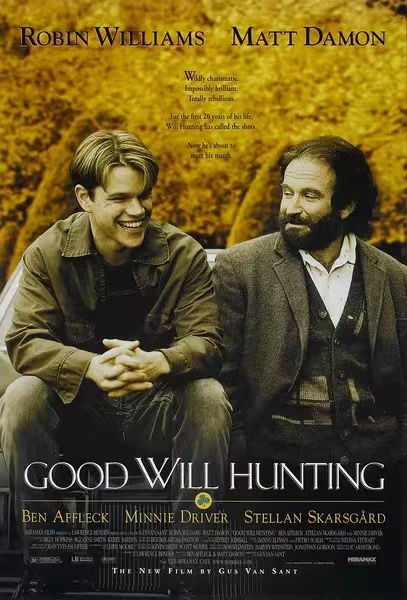 ROBIN WILLIAMS MATT DAMON
Wildly charismatic.
Impossibly brilliant.
Totally rebellious.
For the first 20 years of his life,
Will Hunting has called the shots.
Now he's about to
meet his match.
GOOD WILL HUNTING
BEN AFFLECK MINNIE DRIVER STELLAN SKARSGÅRD
MIRAMAX
THE NEW FILM BY GUS VAN SANT